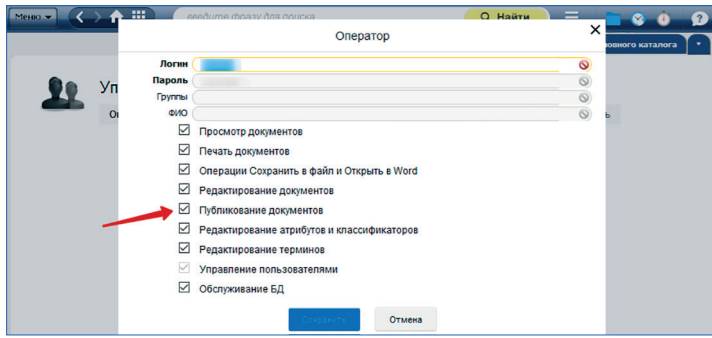 Меню
введите фразу для поиска
Найти
Оператор
новного каталога
Уп
Логин
Пароль
Группы
ФИО
Просмотр документов
Печать документов
Операции Сохранить в файл и Открыть в Word
Редактирование документов
Публикование документов
Редактирование атрибутов и классификаторов
Редактирование терминов
Управление пользователями
Обслуживание БД
Сохранить
Отмена